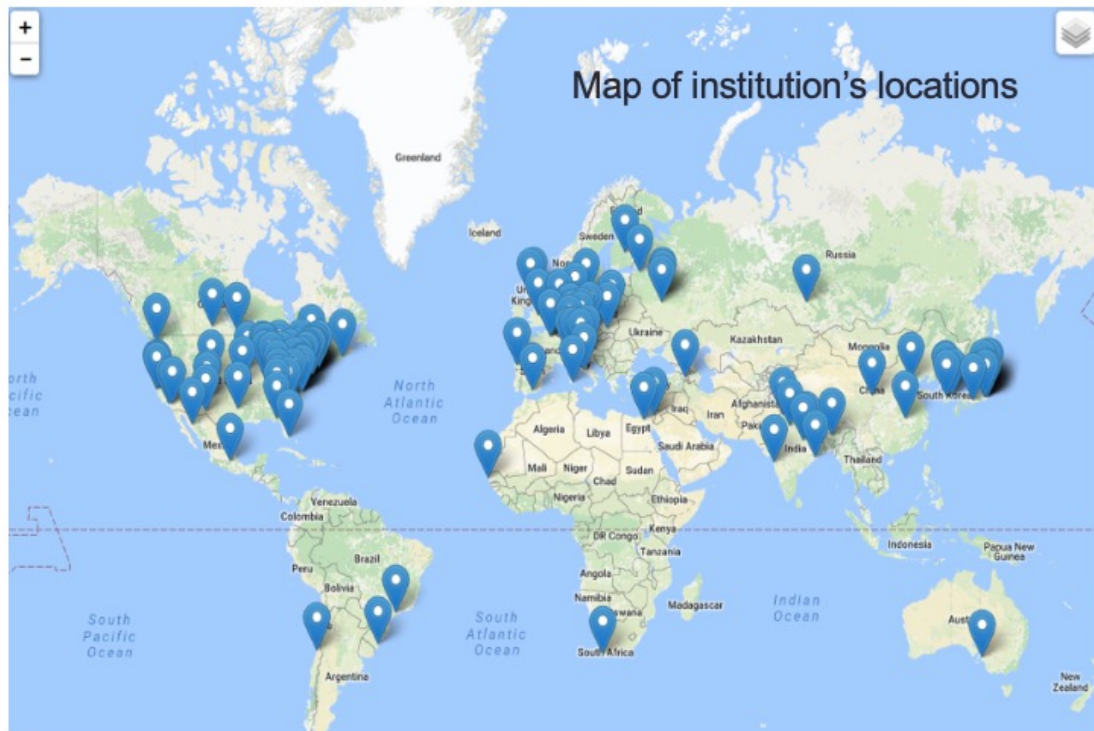 +
−
Map of institution's locations
Greenland
Iceland
Sweden
Russia
Ukraine
Kazakhstan
Mongolia
China
South Korea
North
Atlantic
Ocean
Afghanistan
Iraq
Iran
Algeria
Libya
Egypt
Saudi Arabia
India
Thailand
Mali
Niger
Chad
Sudan
Nigeria
Ethiopia
Venezuela
Colombia
DR Congo
Kenya
Tanzania
Indonesia
Papua New
Guinea
Peru
Brazil
Bolivia
Angola
Namibia
Madagascar
Indian
Ocean
South
Pacific
Ocean
South
Atlantic
Ocean
South Africa
Argentina
New
Zealand